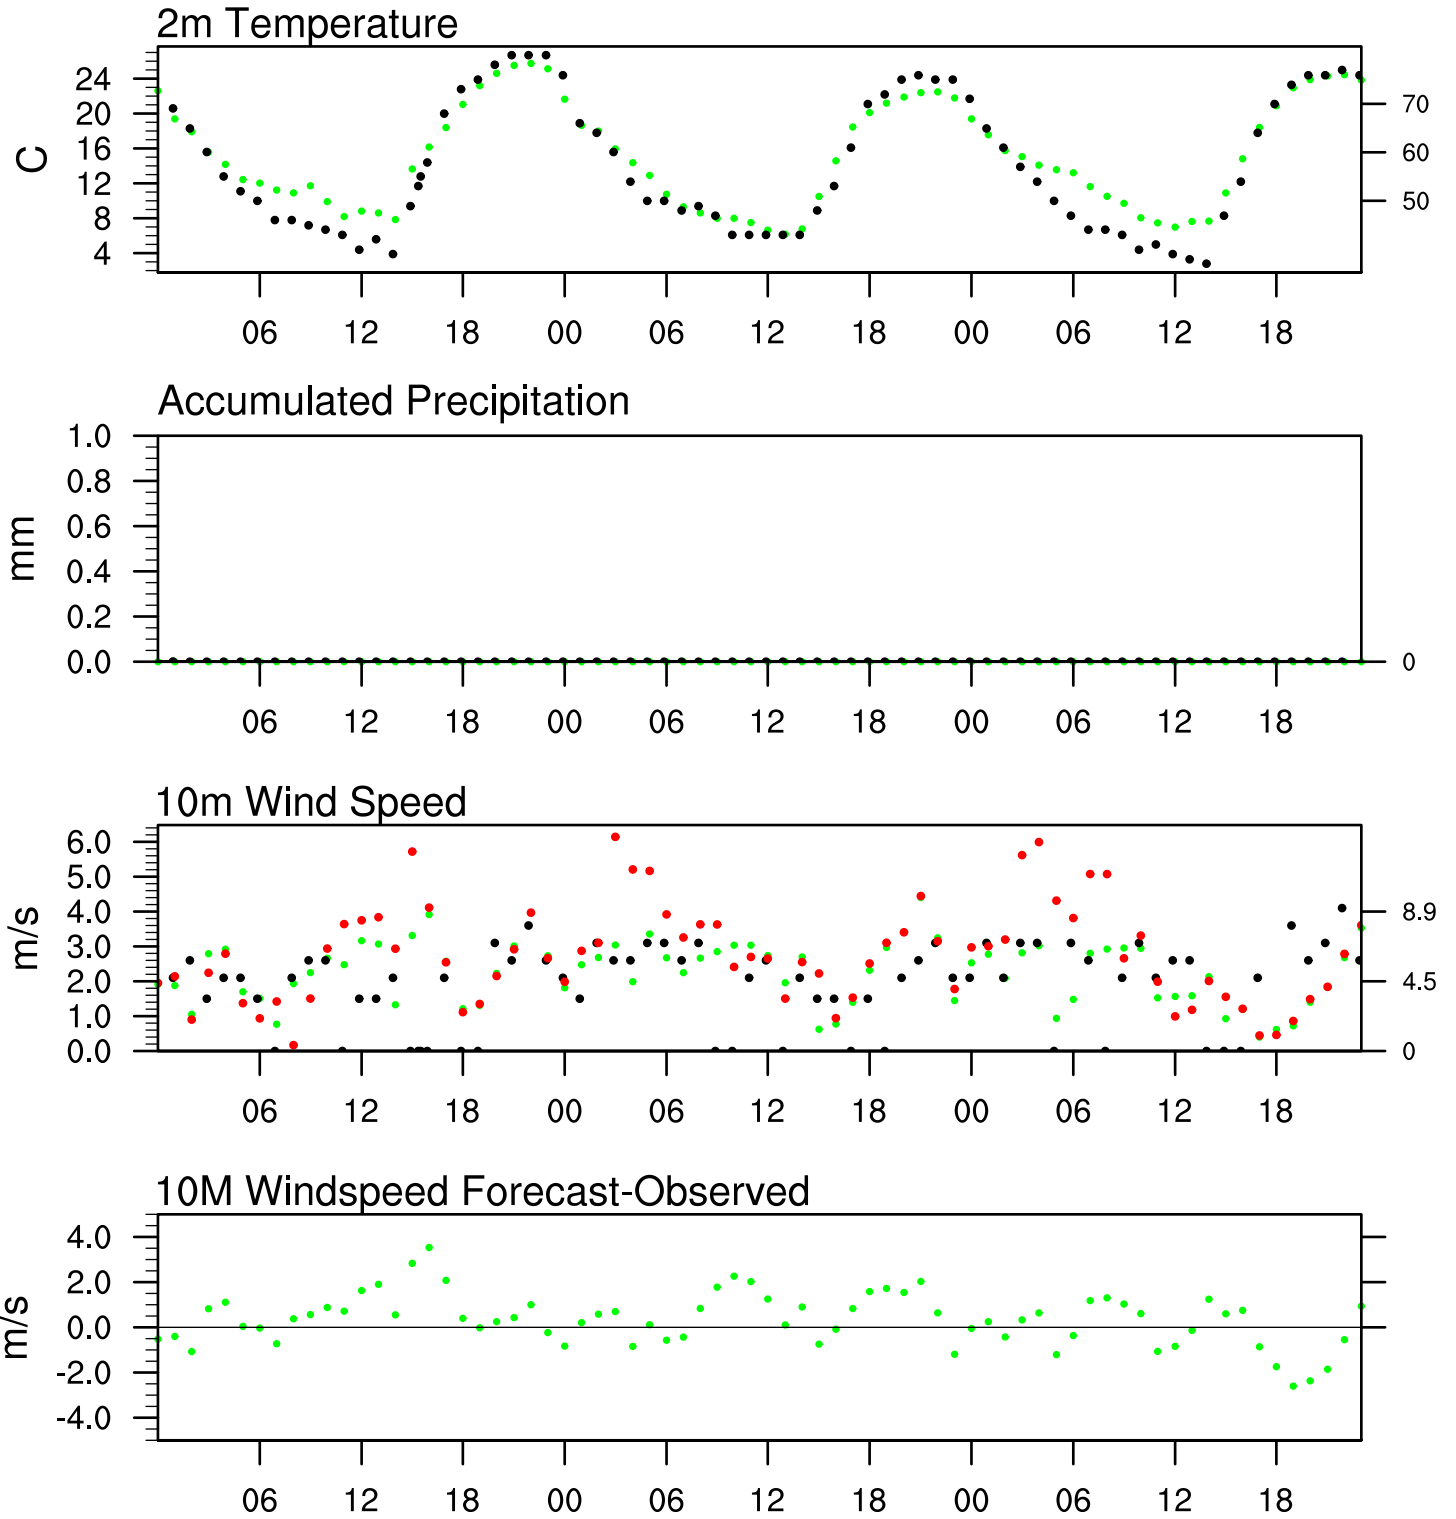 2m Temperature
24
20
16
12
8
4
C
70
60
50
06 12 18 00 06 12 18 00 06 12 18
Accumulated Precipitation
1.0
0.8
0.6
0.4
0.2
0.0
mm
0
06 12 18 00 06 12 18 00 06 12 18
10m Wind Speed
6.0
5.0
4.0
3.0
2.0
1.0
0.0
m/s
8.9
4.5
0
06 12 18 00 06 12 18 00 06 12 18
10M Windspeed Forecast-Observed
4.0
2.0
0.0
-2.0
-4.0
m/s
06 12 18 00 06 12 18 00 06 12 18